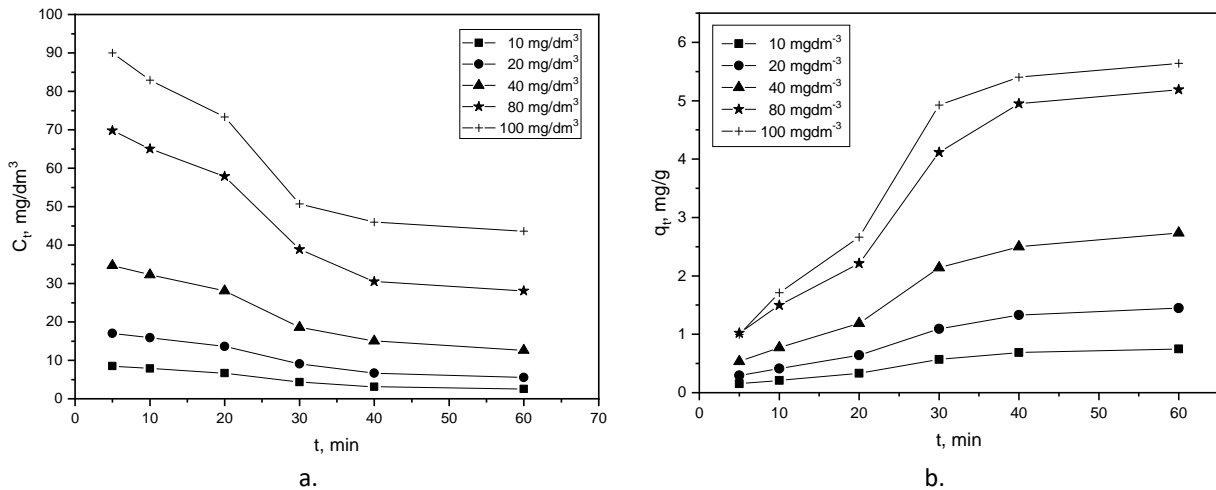 100
90
80
70
60
50
40
30
20
10
0
C_t, mg/dm³
0 10 20 30 40 50 60 70
t, min
10 mg/dm³
20 mg/dm³
40 mg/dm³
80 mg/dm³
100 mg/dm³
a.
6
5
4
3
2
1
0
q_t, mg/g
0 10 20 30 40 50 60
t, min
10 mgdm⁻³
20 mgdm⁻³
40 mgdm⁻³
80 mgdm⁻³
100 mgdm⁻³
b.